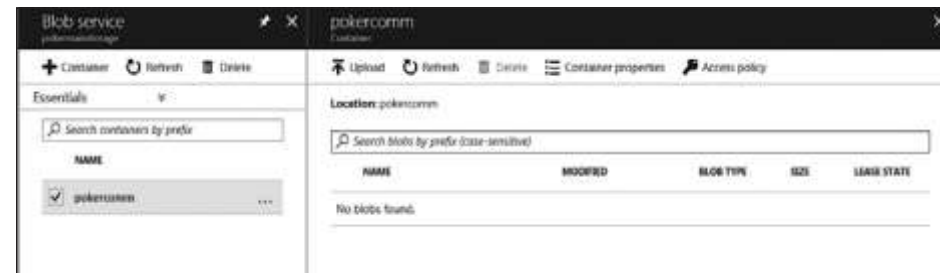 Blob service
+ Container Refresh Delete
Essentials
Search containers by prefix
NAME
pokercomm
...
pokercomm
Container
Upload Refresh Delete Container properties Access policy
Location: pokercomm
Search blobs by prefix (case-sensitive)
NAME MODIFIED BLOB TYPE SIZE LEASE STATE
No blobs found.